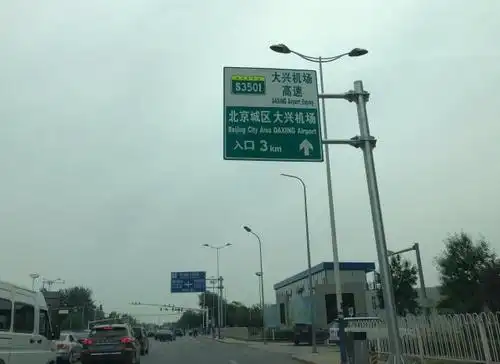 S3501
大兴机场
高速
DAXING Airport Expwy
北京城区 大兴机场
Beijing City Area DAXING Airport
入口 3 km